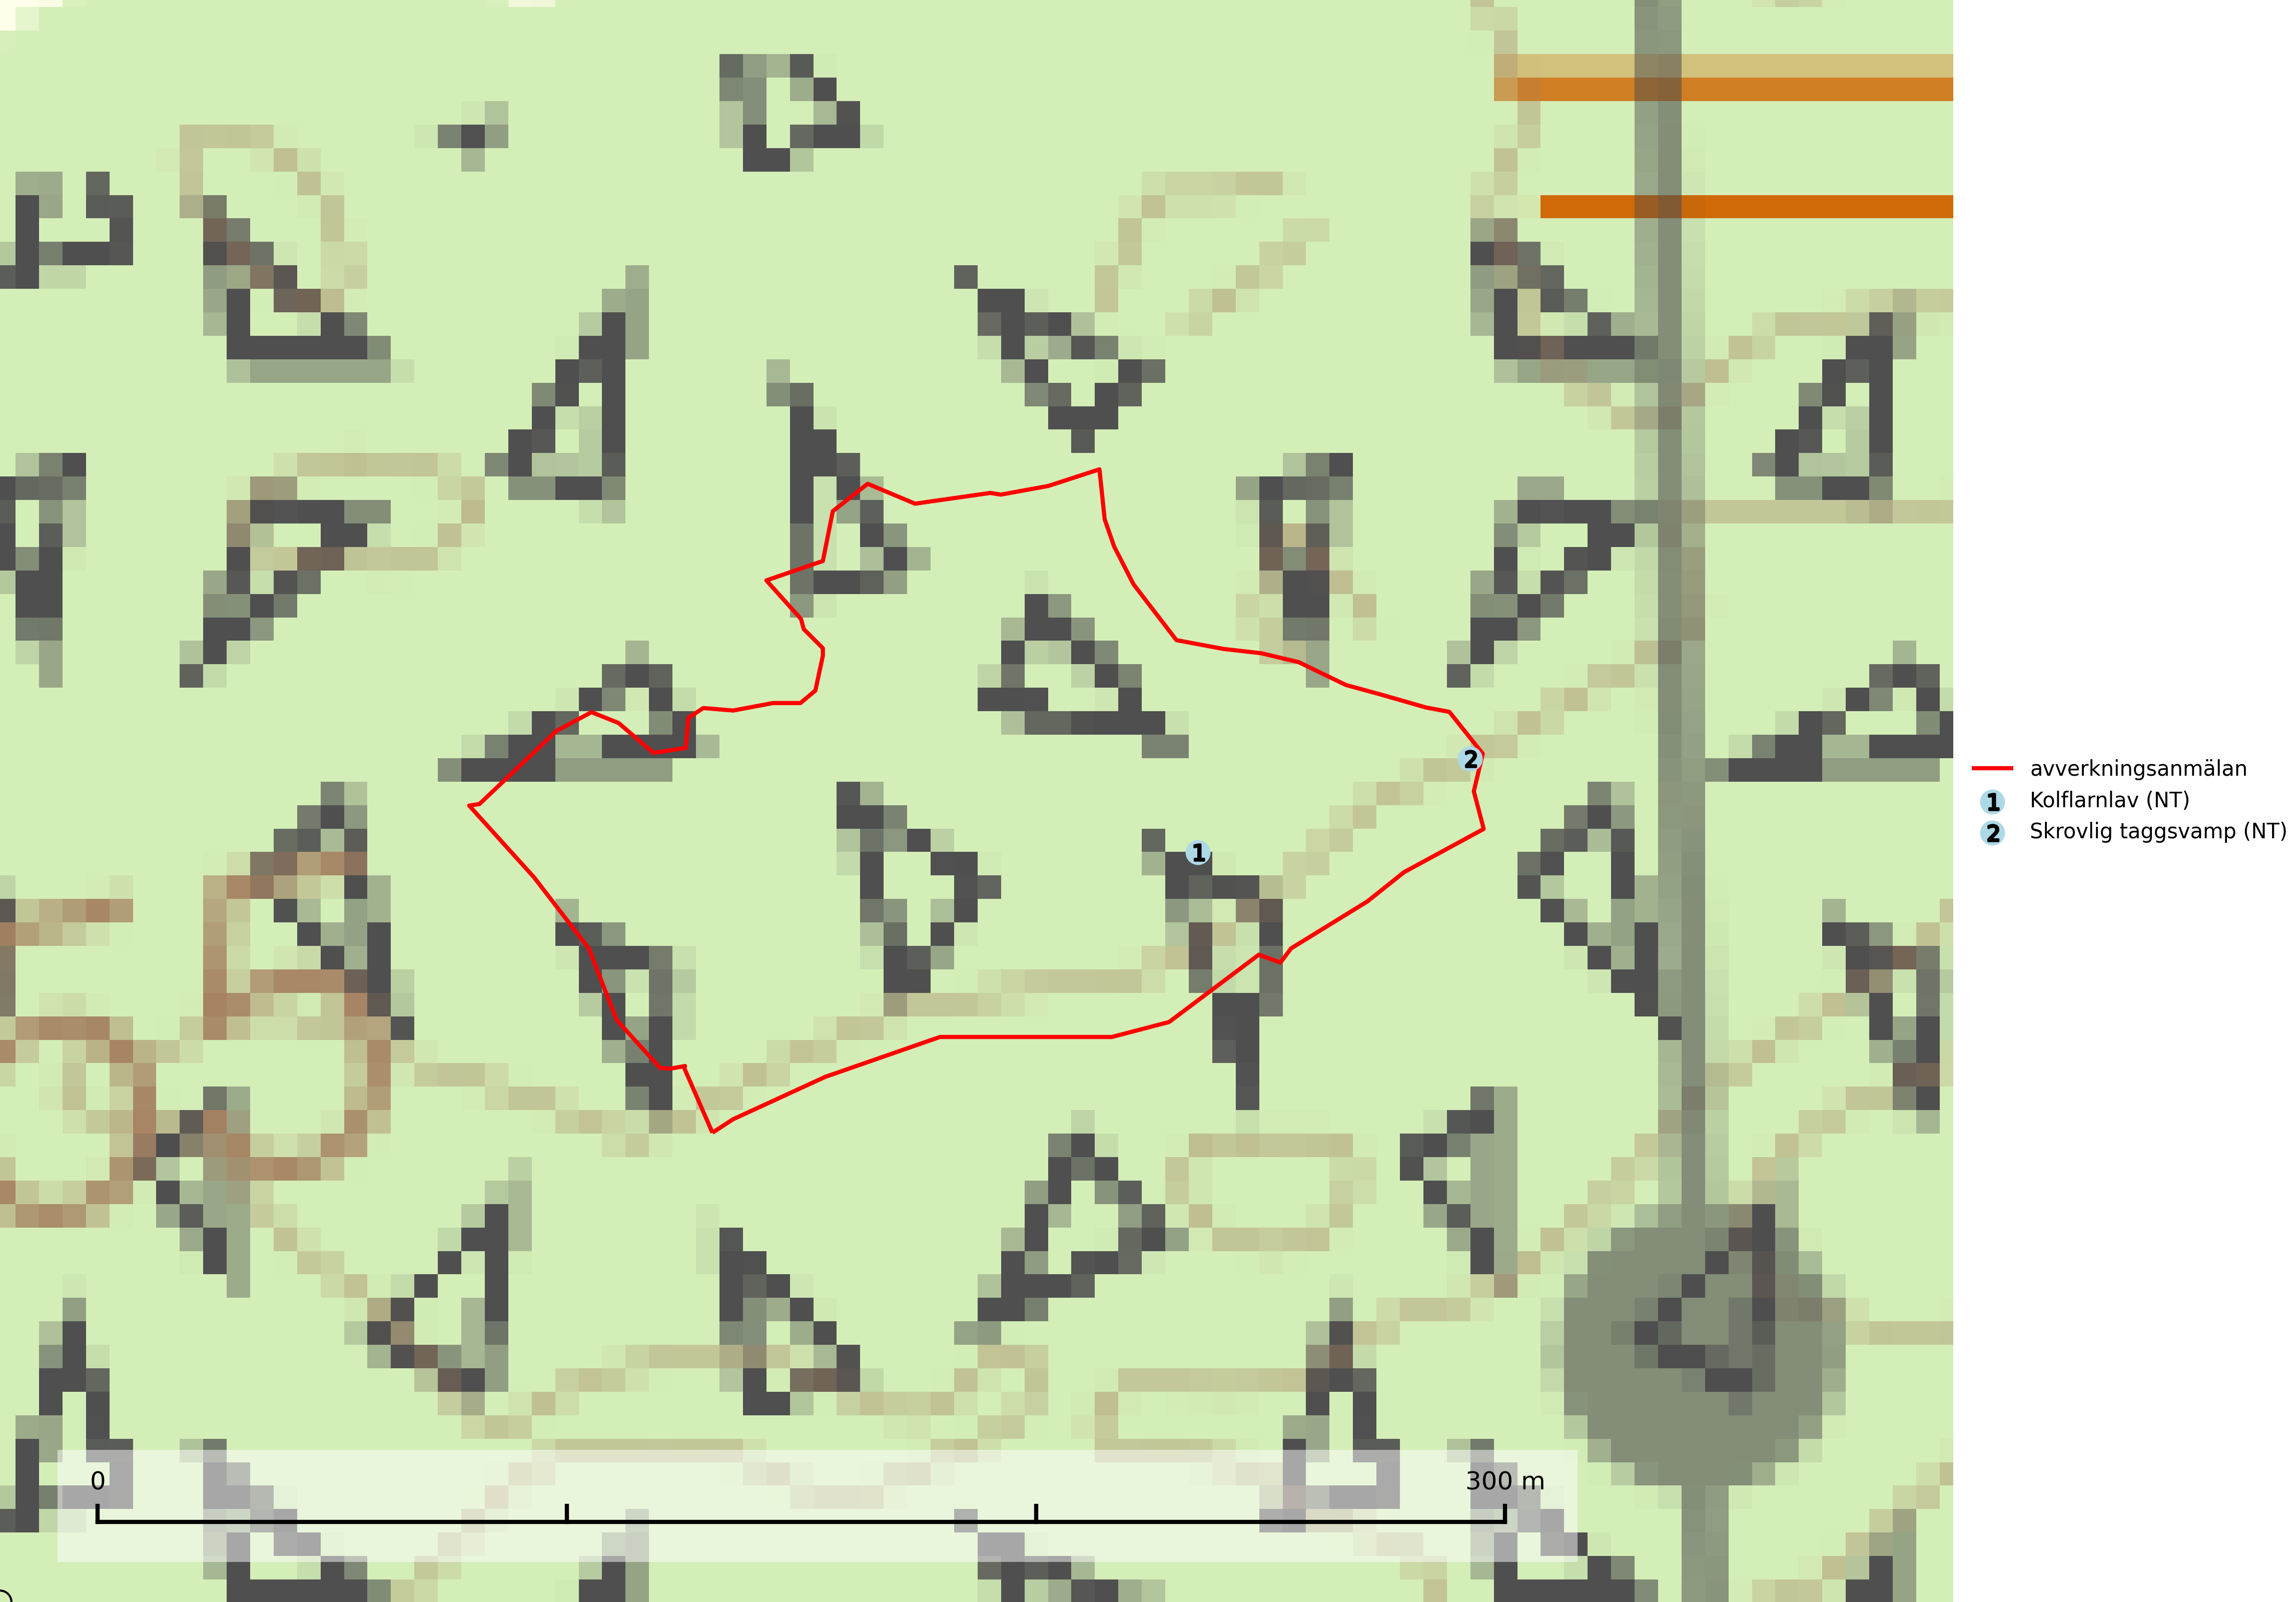 2
1
avverkningsanmälan
1 Kolflarnlav (NT)
2 Skrovlig taggsvamp (NT)
0 300 m